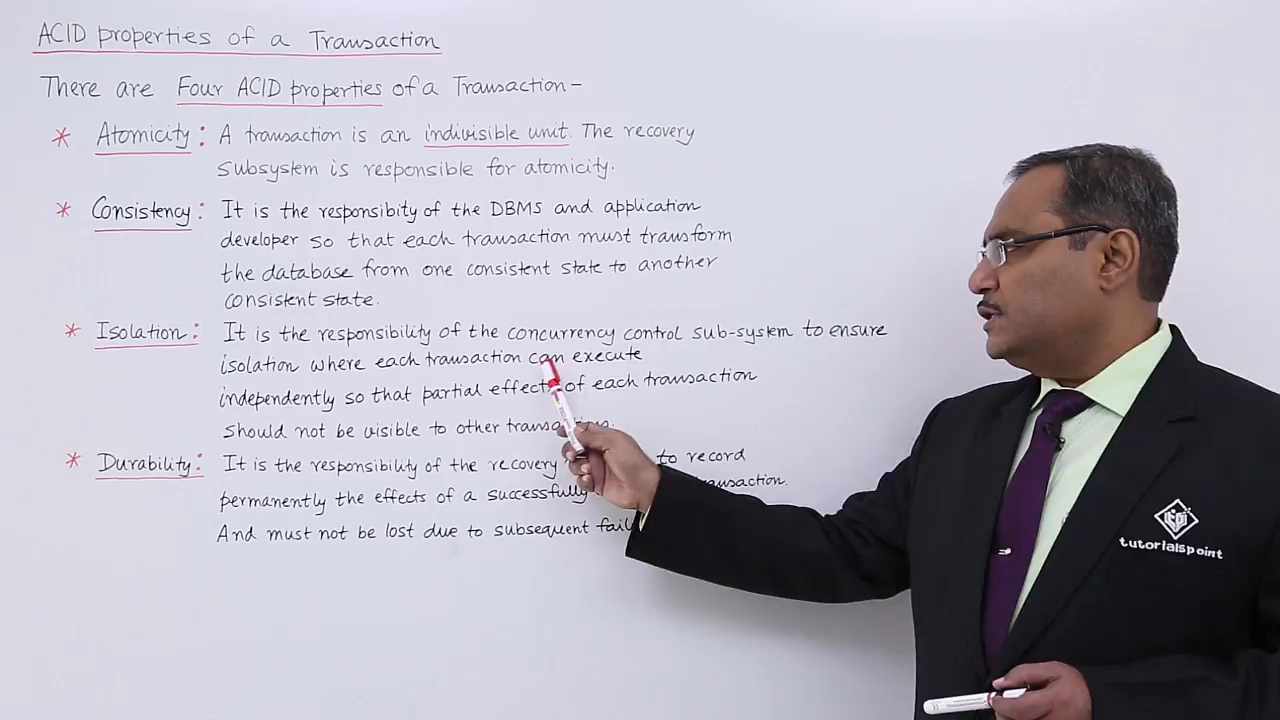 ACID properties of a Transaction
There are Four ACID properties of a Transaction-
* Atomicity: A transaction is an indivisible unit. The recovery
subsystem is responsible for atomicity.
* Consistency: It is the responsibity of the DBMS and application
developer so that each transaction must transform
the database from one consistent state to another
consistent state.
* Isolation: It is the responsibility of the concurrency control sub-system to ensure
isolation where each transaction can execute
independently so that partial effects of each transaction
should not be visible to other
* Durability: It is the responsibility of the recovery to record
permanently the effects of a successfully
And must not be lost due to subsequent
tutorialspoint